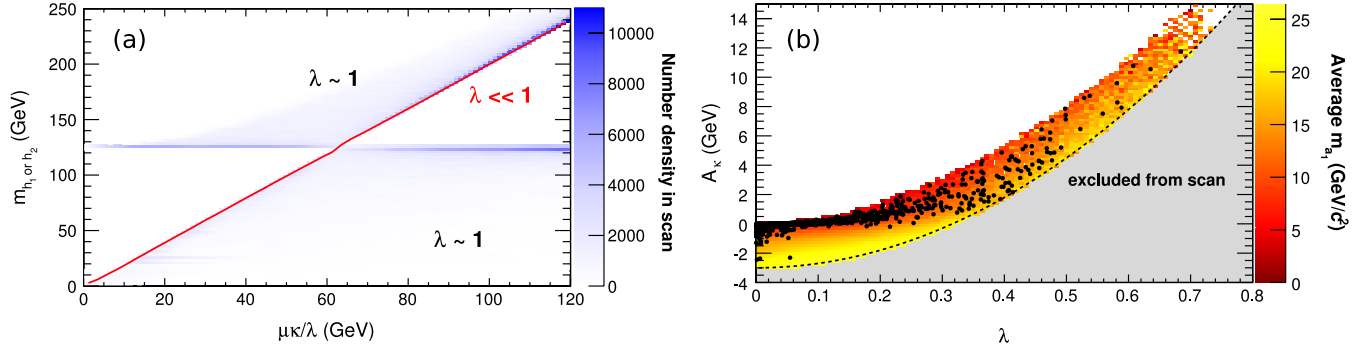 (a)
250
200
150
100
50
0
m_{h_1 or h_2} (GeV)
λ ~ 1
λ << 1
λ ~ 1
0 20 40 60 80 100 120
μκ/λ (GeV)
10000
8000
6000
4000
2000
0
Number density in scan
(b)
14
12
10
8
6
4
2
0
-2
-4
A_κ (GeV)
excluded from scan
0 0.1 0.2 0.3 0.4 0.5 0.6 0.7 0.8
λ
25
20
15
10
5
0
Average m_{a_1} (GeV/c²)